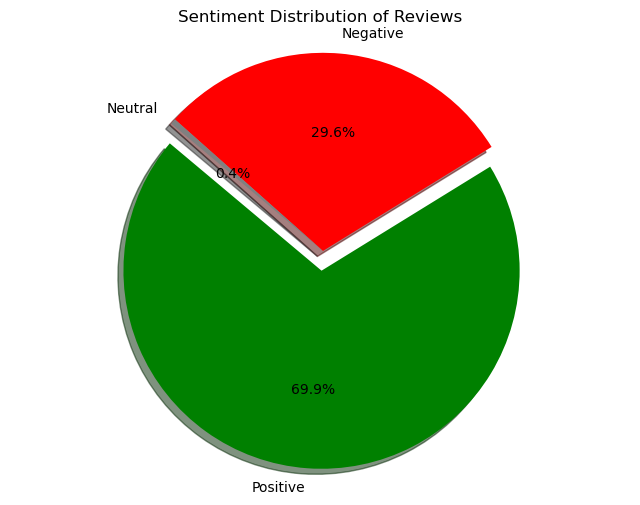 Sentiment Distribution of Reviews
Negative
Neutral
29.6%
0.4%
69.9%
Positive